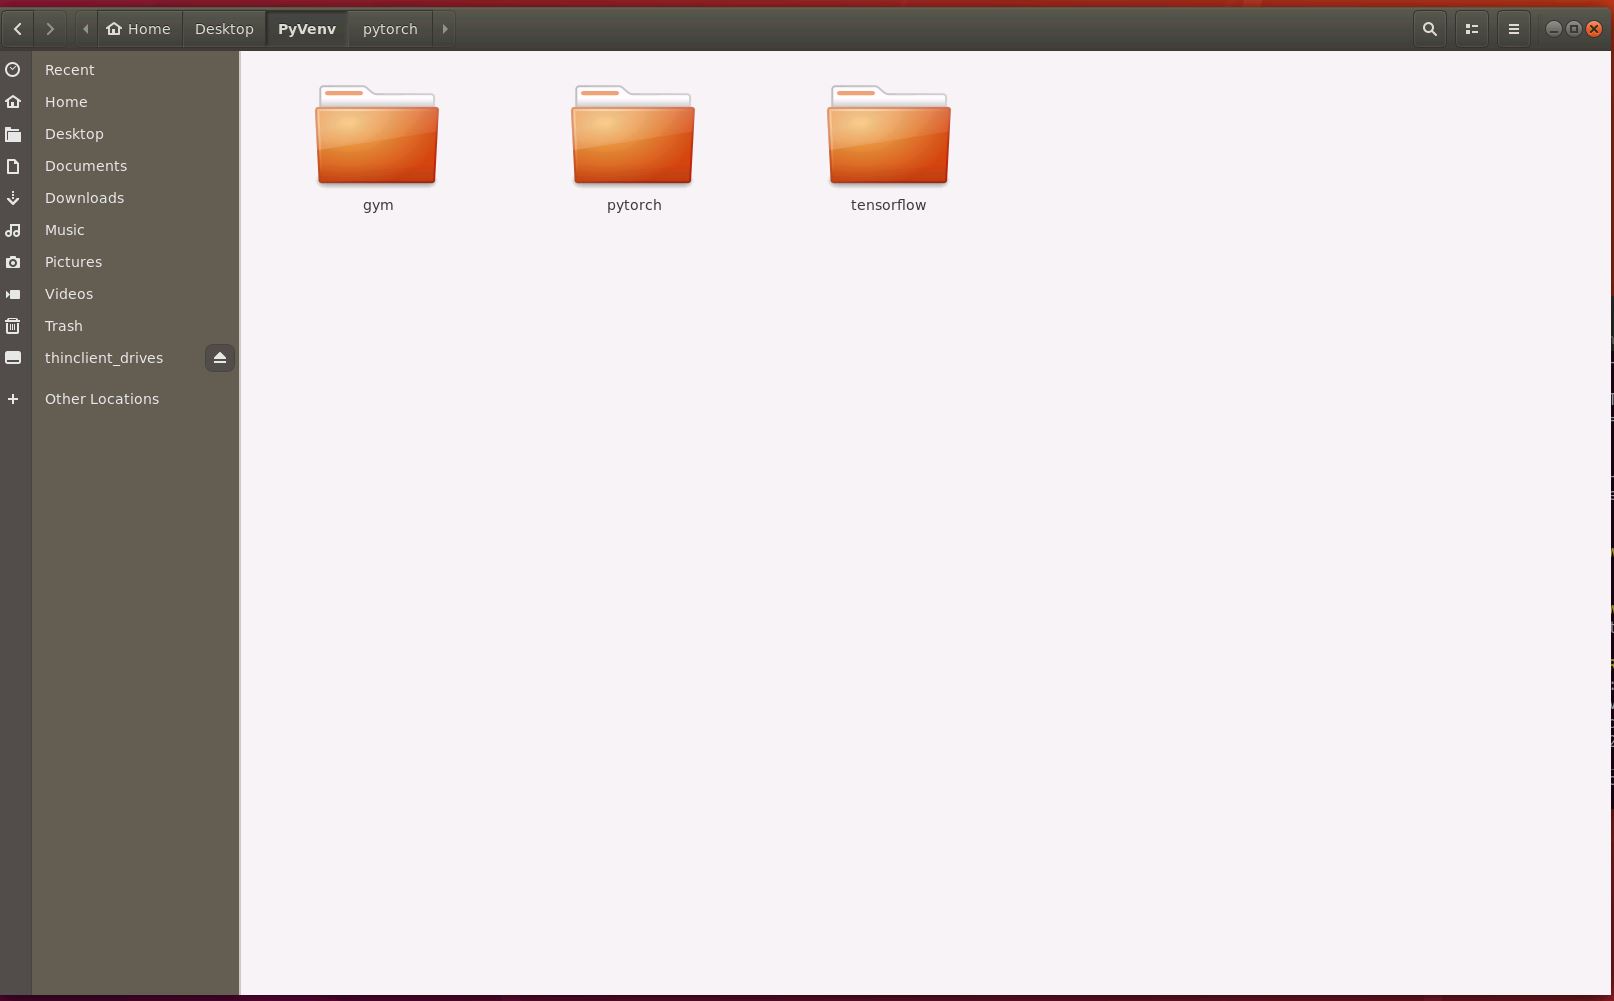 Home Desktop PyVenv pytorch
Recent
Home
Desktop
Documents
Downloads
Music
Pictures
Videos
Trash
thinclient_drives
Other Locations
gym pytorch tensorflow